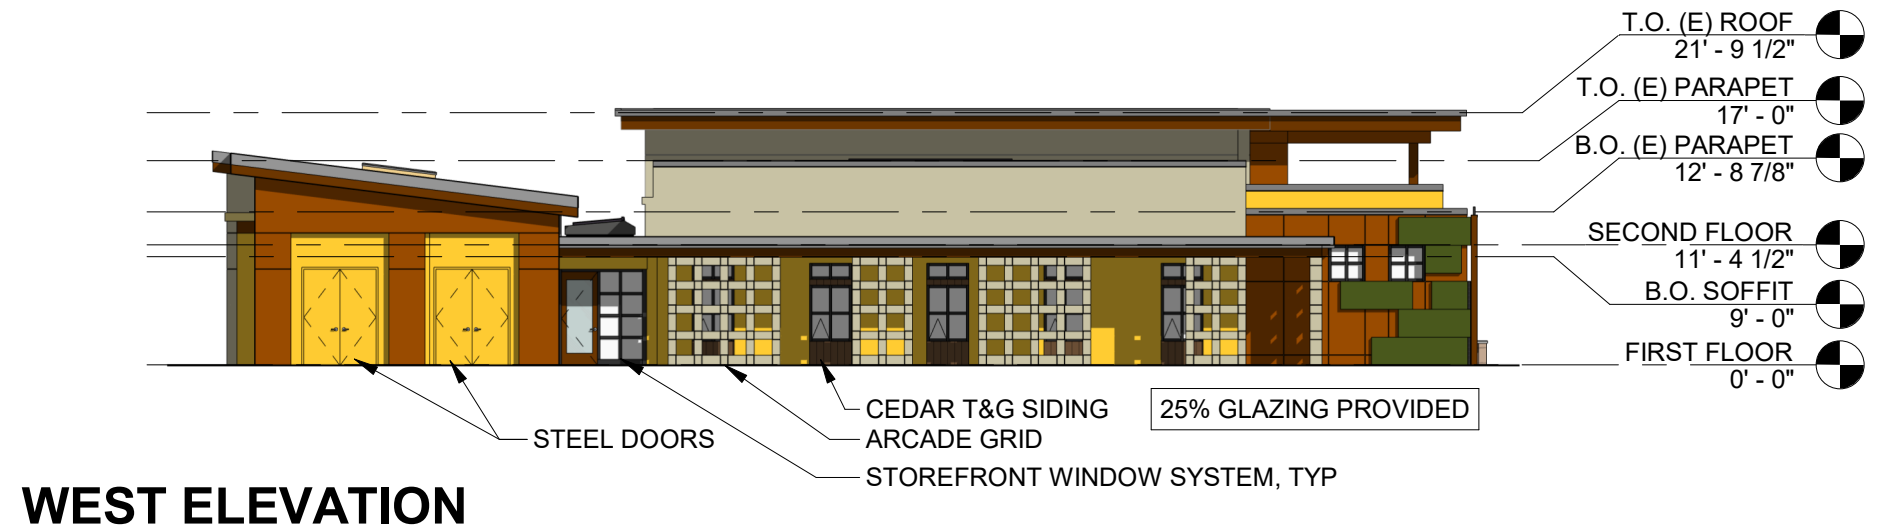 T.O. (E) ROOF
21' - 9 1/2"
T.O. (E) PARAPET
17' - 0"
B.O. (E) PARAPET
12' - 8 7/8"
SECOND FLOOR
11' - 4 1/2"
B.O. SOFFIT
9' - 0"
FIRST FLOOR
0' - 0"
CEDAR T&G SIDING
25% GLAZING PROVIDED
STEEL DOORS
ARCADE GRID
STOREFRONT WINDOW SYSTEM, TYP
WEST ELEVATION